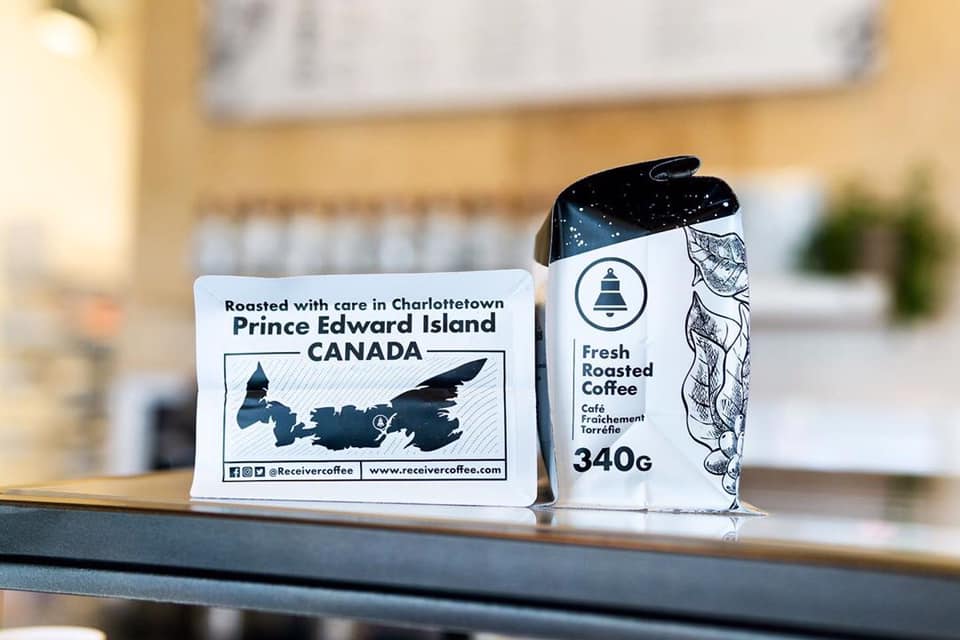 Roasted with care in Charlottetown
Prince Edward Island
CANADA
@Receivercoffee
www.receivercoffee.com
Fresh
Roasted
Coffee
Café
Fraîchement
Torréfie
340G